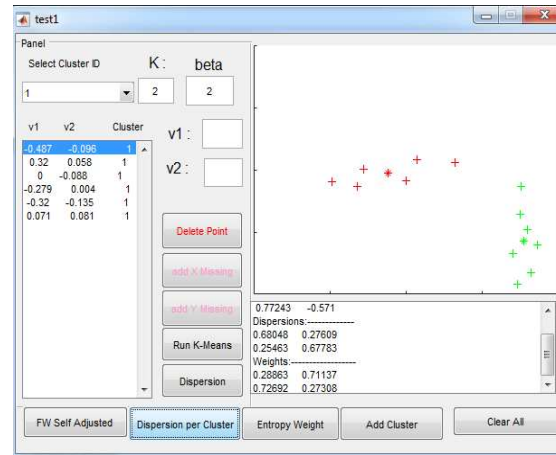 test1
Panel
Select Cluster ID
K :
beta
1
2
2
v1 v2 Cluster
-0.487 -0.096 1
0.32 0.058 1
0 -0.088 1
-0.279 0.004 1
-0.32 -0.135 1
0.071 0.081 1
v1 :
v2 :
Delete Point
add X Missing
add Y Missing
Run K-Means
Dispersion
0.77243 -0.571
Dispersions:-------------
0.68048 0.27609
0.25463 0.67783
Weights:------------------
0.28863 0.71137
0.72692 0.27308
FW Self Adjusted
Dispersion per Cluster
Entropy Weight
Add Cluster
Clear All